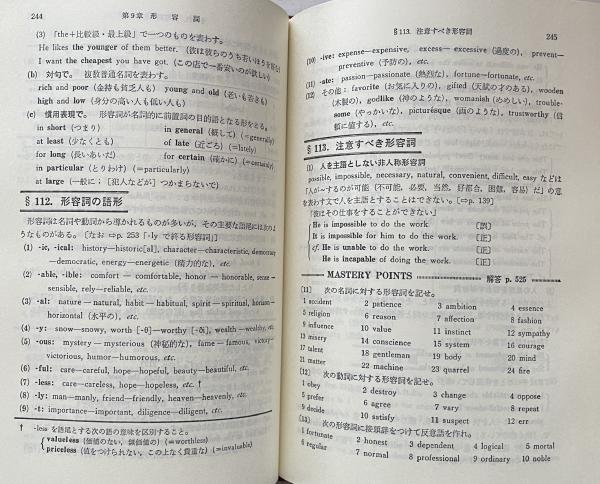 244
第9章 形 容 詞
(3) 「the+比較級・最上級」で一つのものを表わす。
He likes the younger of them better. (彼は彼らのうち若いほうを好む)
I want the cheapest you have got. (この店で一番安いのが欲しい)
(b) 対句で。 複数普通名詞を表わす。
rich and poor (金持も貧乏人も) young and old (老いも若きも)
high and low (身分の高い人も低い人も)
(c) 慣用表現で。 形容詞が名詞的に前置詞の目的語となる形をとる。
in short (つまり) in general (概して) (=generally)
at least (少なくとも) of late (近ごろ) (=lately)
for long (長いあいだ) for certain (確かに) (=certainly)
in particular (とりわけ) (=particularly)
at large (一般に; [犯人などが] つかまらないで)
§ 112. 形容詞の語形
形容詞は名詞や動詞から導かれるものが多いが、その主要な語尾には次の
ようなものがある。 [なお ⇨p. 253 「-ly で終る形容詞」]
(1) -ic, -ical: history—historic[al], characteristic, democracy
—democratic, energy—energetic (精力的な), etc.
(2) -able, -ible: comfort — comfortable, honor — honorable, sense —
sensible, rely—reliable, etc.
(3) -al: nature—natural, habit—habitual, spirit—spiritual, horizon—
horizontal (水平の), etc.
(4) -y: snow—snowy, worth [-θ]—worthy [-ði], wealth—wealthy, etc.
(5) -ous: mystery—mysterious (神秘的な), fame—famous, victory—
victorious, humor—humorous, etc.
(6) -ful: care—careful, hope—hopeful, beauty—beautiful, etc.
(7) -less: care—careless, hope—hopeless, etc. †
(8) -ly: man—manly, friend—friendly, heaven—heavenly, etc.
(9) -t: importance—important, diligence—diligent, etc.
† -less を語尾とする次の語の意味を区別すること。
valueless (価値のない, 無価値の) (=worthless)
priceless (値をつけられない, この上なく貴重な) (=invaluable)
§ 113. 注意すべき形容詞
245
(10) -ive: expense—expensive, excess—excessive (過度の), prevent—
preventive (予防の), etc.
(11) -ate: passion—passionate (熱烈な), fortune—fortunate, etc.
(12) その他: favorite (お気に入りの), gifted (天賦の才のある), wooden
(木製の), godlike (神のような), womanish (めめしい), trouble-
some (やっかいな), picturésque (画のような), trustworthy (信
頼に値する), etc.
§ 113. 注意すべき形容詞
(1) 人を主語としない非人称形容詞
possible, impossible, necessary, natural, convenient, difficult, easy などは
「人が~するのが可能 (不可能, 必要, 当然, 好都合, 困難, 容易) だ」の意
を表わす文で人を主語とすることはできない。 [⇨p. 139]
「彼はその仕事をすることができない」
He is impossible to do the work. [誤]
It is impossible for him to do the work. [正]
cf. He is unable to do the work. [正]
He is incapable of doing the work. [正]
MASTERY POINTS 解答 p. 525
[11] 次の名詞に対する形容詞を記せ。
1 accident 2 patience 3 ambition 4 essence
5 religion 6 reason 7 affection 8 fashion
9 influence 10 value 11 instinct 12 sympathy
13 misery 14 conscience 15 system 16 courage
17 talent 18 gentleman 19 body 20 mind
21 matter 22 machine 23 quarrel 24 fire
[12] 次の動詞に対する形容詞を記せ。
1 obey 2 destroy 3 change 4 oppose
5 prefer 6 agree 7 vary 8 repeat
9 decide 10 satisfy 11 suspect 12 err
[13] 次の形容詞に接頭辞をつけて反意語を作れ。
1 fortunate 2 honest 3 dependent 4 logical 5 mortal
6 regular 7 normal 8 professional 9 ordinary 10 noble